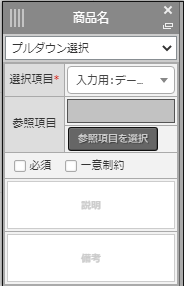 商品名
プルダウン選択
選択項目*
入力用:デー...
参照項目
参照項目を選択
必須 一意制約
説明
備考